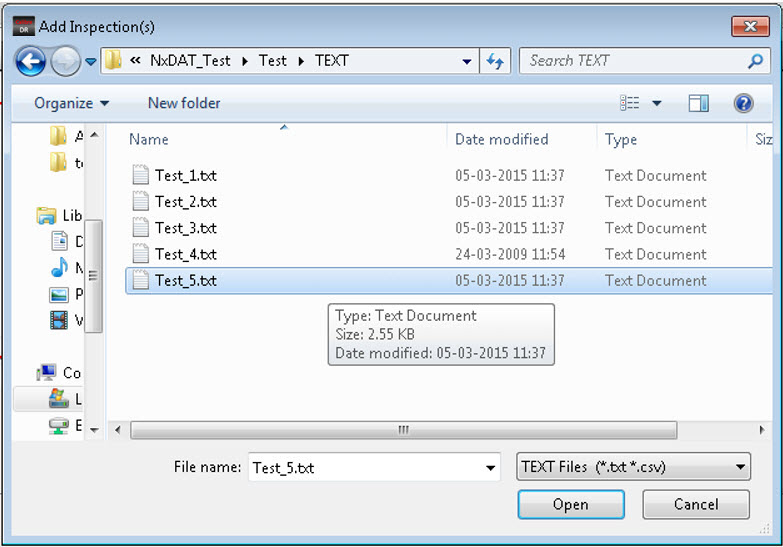 DR Add Inspection(s)
« NxDAT_Test Test TEXT Search TEXT
Organize New folder
Name Date modified Type Siz
A
t
Lib
D
N
P
V
Co
L
E
Test_1.txt 05-03-2015 11:37 Text Document
Test_2.txt 05-03-2015 11:37 Text Document
Test_3.txt 05-03-2015 11:37 Text Document
Test_4.txt 24-03-2009 11:54 Text Document
Test_5.txt 05-03-2015 11:37 Text Document
Type: Text Document
Size: 2.55 KB
Date modified: 05-03-2015 11:37
File name: Test_5.txt TEXT Files (*.txt *.csv)
Open Cancel